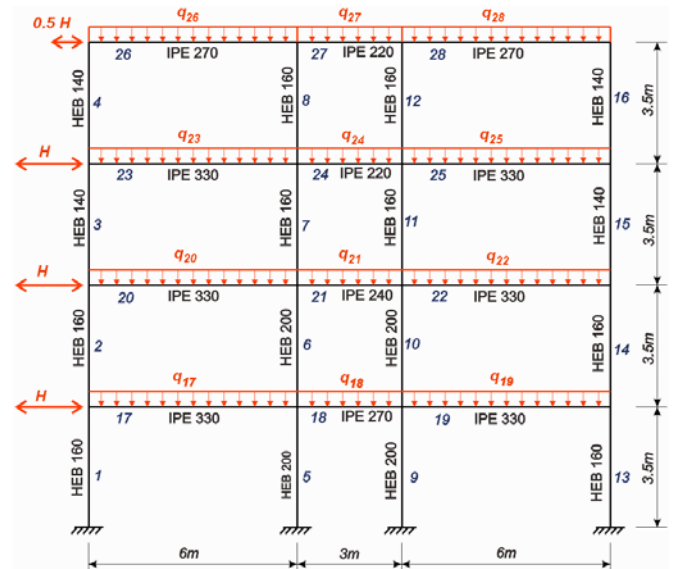 q26 q27 q28
0.5 H
26 IPE 270 27 IPE 220 28 IPE 270
HEB 140 4 HEB 160 8 HEB 160 12 HEB 140 16 3.5m
q23 q24 q25
H
23 IPE 330 24 IPE 220 25 IPE 330
HEB 140 3 HEB 160 7 HEB 160 11 HEB 140 15 3.5m
q20 q21 q22
H
20 IPE 330 21 IPE 240 22 IPE 330
HEB 160 2 HEB 200 6 HEB 200 10 HEB 160 14 3.5m
q17 q18 q19
H
17 IPE 330 18 IPE 270 19 IPE 330
HEB 160 1 HEB 200 5 HEB 200 9 HEB 160 13 3.5m
6m 3m 6m